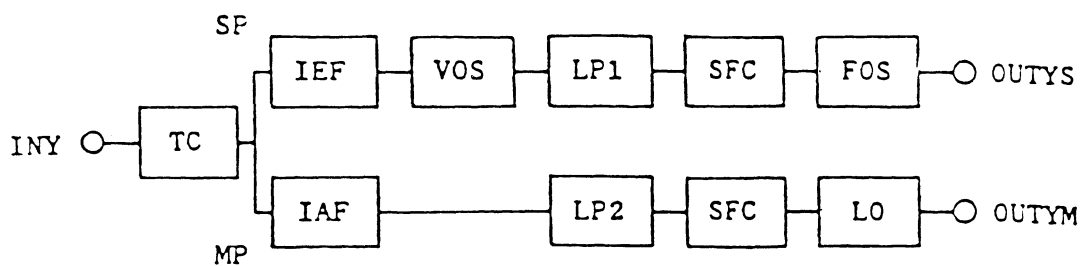 SP
IEF VOS LP1 SFC FOS OUTYS
INY TC
IAF LP2 SFC LO OUTYM
MP